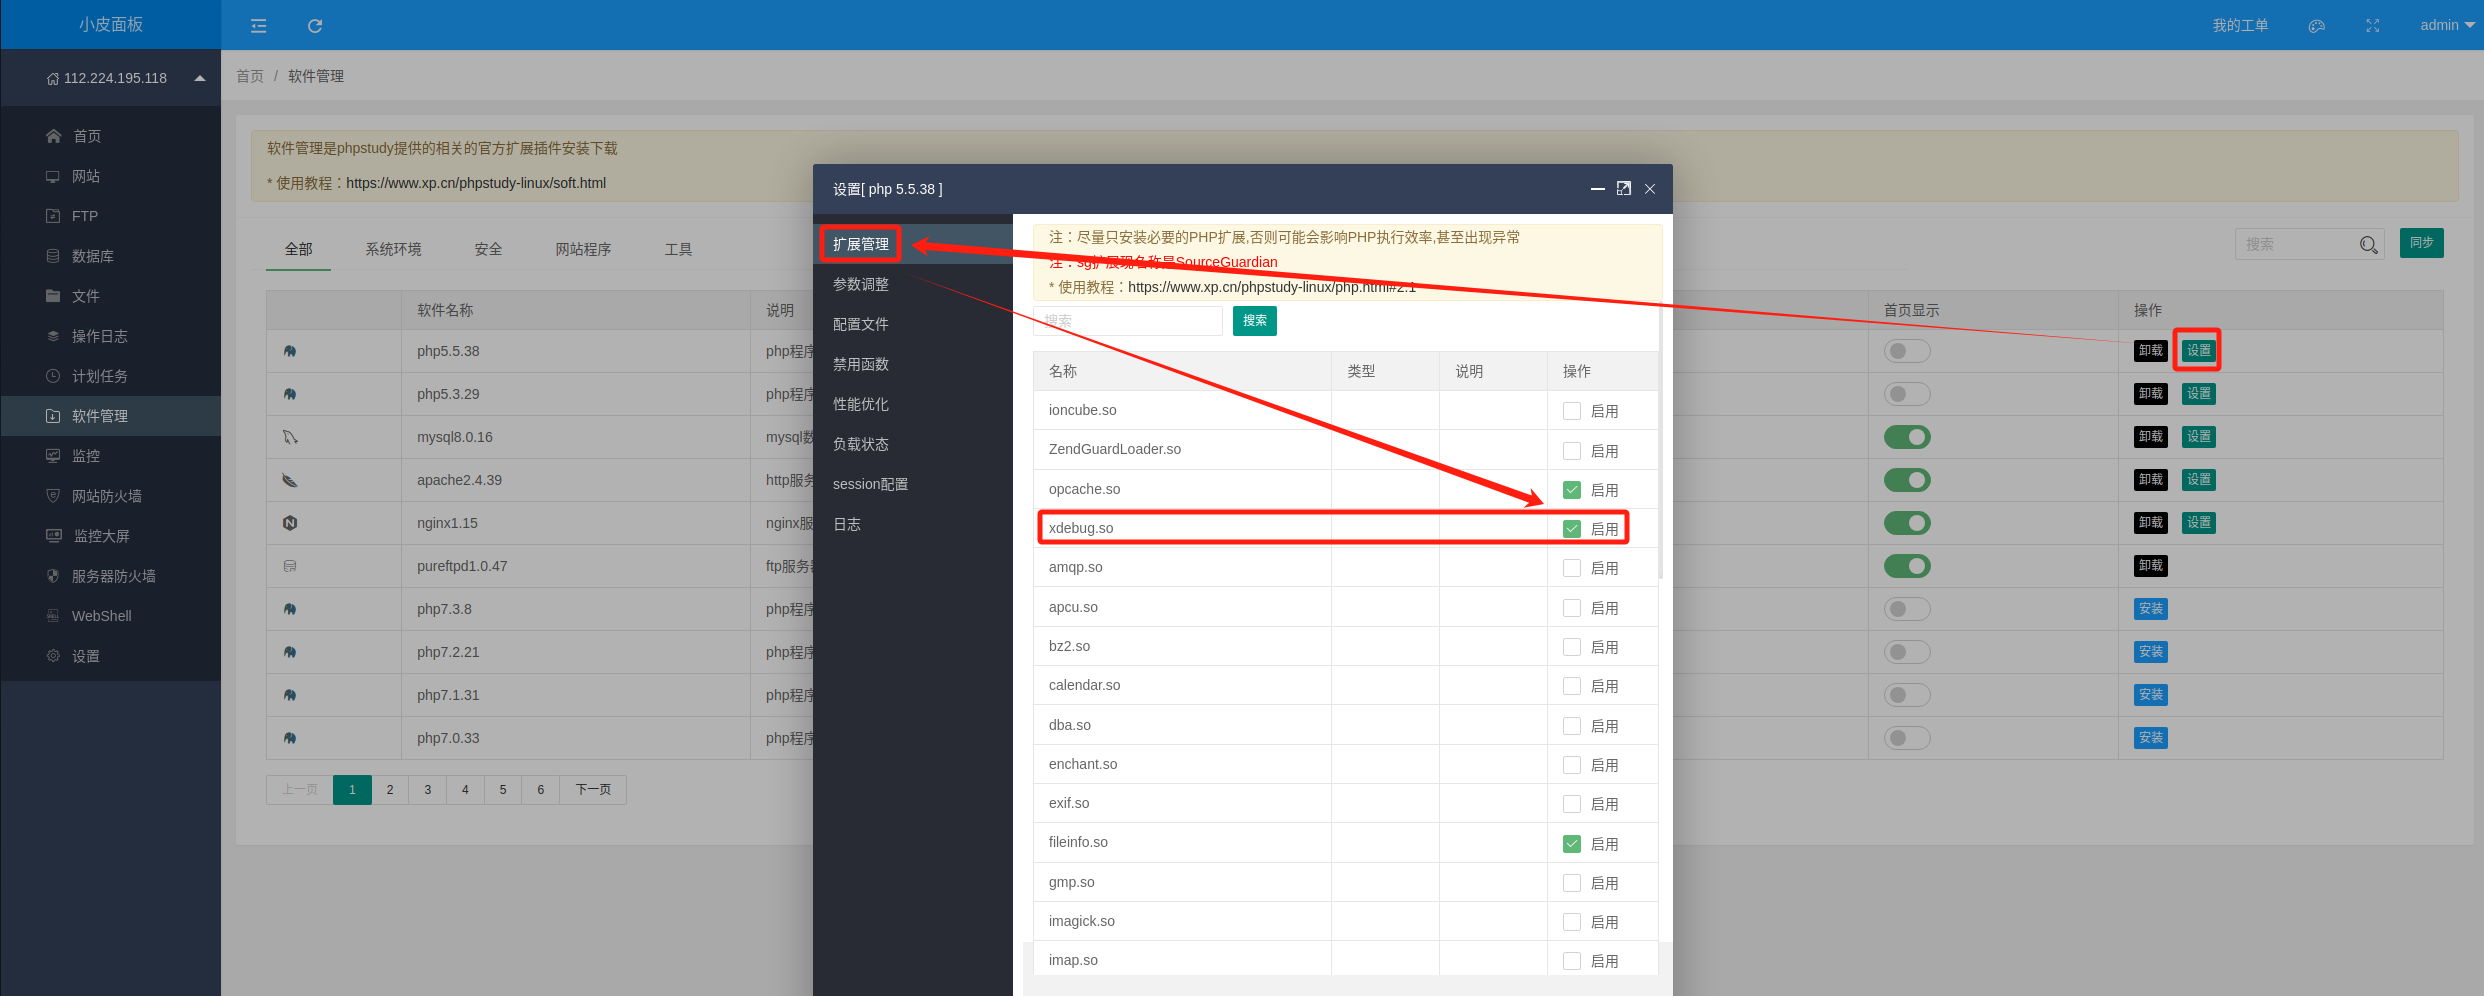 小皮面板
我的工单
admin
112.224.195.118
首页 / 软件管理
首页
网站
FTP
数据库
文件
操作日志
计划任务
软件管理
监控
网站防火墙
监控大屏
服务器防火墙
WebShell
设置
软件管理是phpstudy提供的相关的官方扩展插件安装下载
* 使用教程：https://www.xp.cn/phpstudy-linux/soft.html
全部 系统环境 安全 网站程序 工具
搜索 同步
软件名称 说明 首页显示 操作
php5.5.38 php程序 卸载 设置
php5.3.29 php程序 卸载 设置
mysql8.0.16 mysql数 卸载 设置
apache2.4.39 http服务 卸载 设置
nginx1.15 nginx服 卸载 设置
pureftpd1.0.47 ftp服务 卸载
php7.3.8 php程序 安装
php7.2.21 php程序 安装
php7.1.31 php程序 安装
php7.0.33 php程序 安装
上一页 1 2 3 4 5 6 下一页
设置[ php 5.5.38 ]
扩展管理
参数调整
配置文件
禁用函数
性能优化
负载状态
session配置
日志
注：尽量只安装必要的PHP扩展,否则可能会影响PHP执行效率,甚至出现异常
注：sg扩展现名称是SourceGuardian
* 使用教程：https://www.xp.cn/phpstudy-linux/php.html#2.1
搜索 搜索
名称 类型 说明 操作
ioncube.so 启用
ZendGuardLoader.so 启用
opcache.so 启用
xdebug.so 启用
amqp.so 启用
apcu.so 启用
bz2.so 启用
calendar.so 启用
dba.so 启用
enchant.so 启用
exif.so 启用
fileinfo.so 启用
gmp.so 启用
imagick.so 启用
imap.so 启用